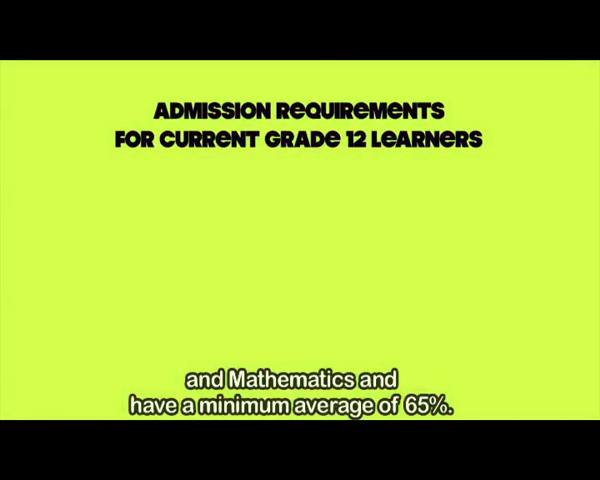 ADMISSION REQUIREMENTS
FOR CURRENT GRADE 12 LEARNERS
and Mathematics and
have a minimum average of 65%.